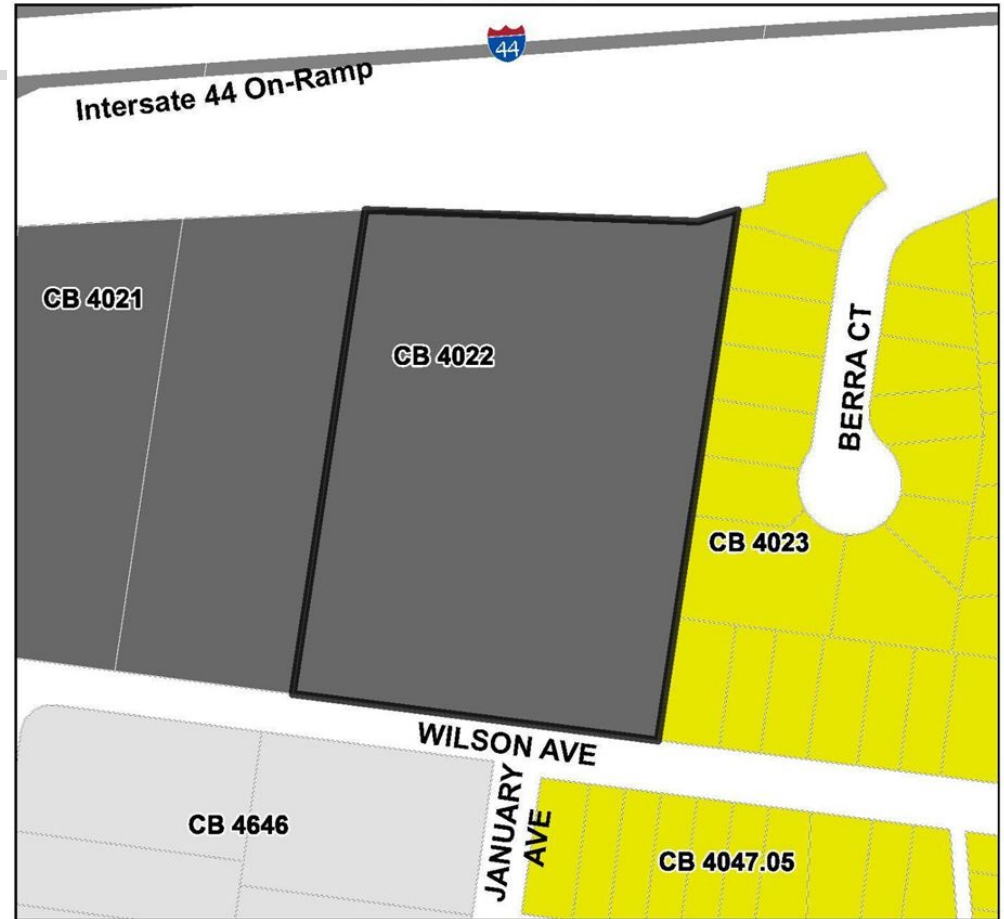 44
Intersate 44 On-Ramp
CB 4021
CB 4022
BERRA CT
CB 4023
WILSON AVE
JANUARY
AVE
CB 4646
CB 4047.05